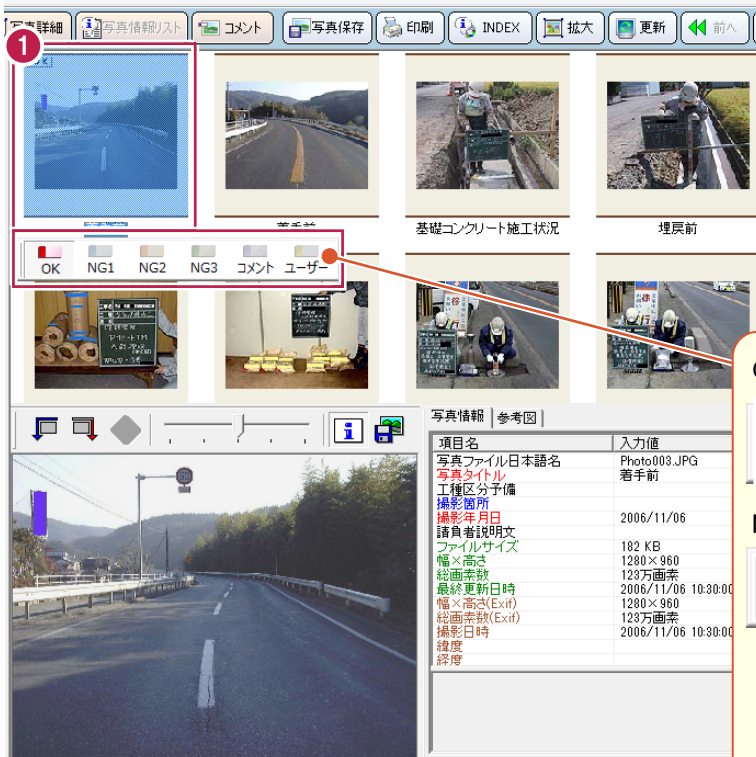 写真詳細 写真情報リスト コメント 写真保存 印刷 INDEX 拡大 更新 前へ
1
OK
着手前 基礎コンクリート施工状況 埋戻前
OK NG1 NG2 NG3 コメント ユーザー
写真情報 参考図
項目名 入力値
写真ファイル日本語名 Photo003.JPG
写真タイトル 着手前
工種区分予備
撮影箇所
撮影年月日 2006/11/06
請負者説明文
ファイルサイズ 182 KB
幅×高さ 1280×960
総画素数 123万画素
最終更新日時 2006/11/06 10:30:00
幅×高さ(Exif) 1280×960
総画素数(Exif) 123万画素
撮影日時 2006/11/06 10:30:00
緯度
経度